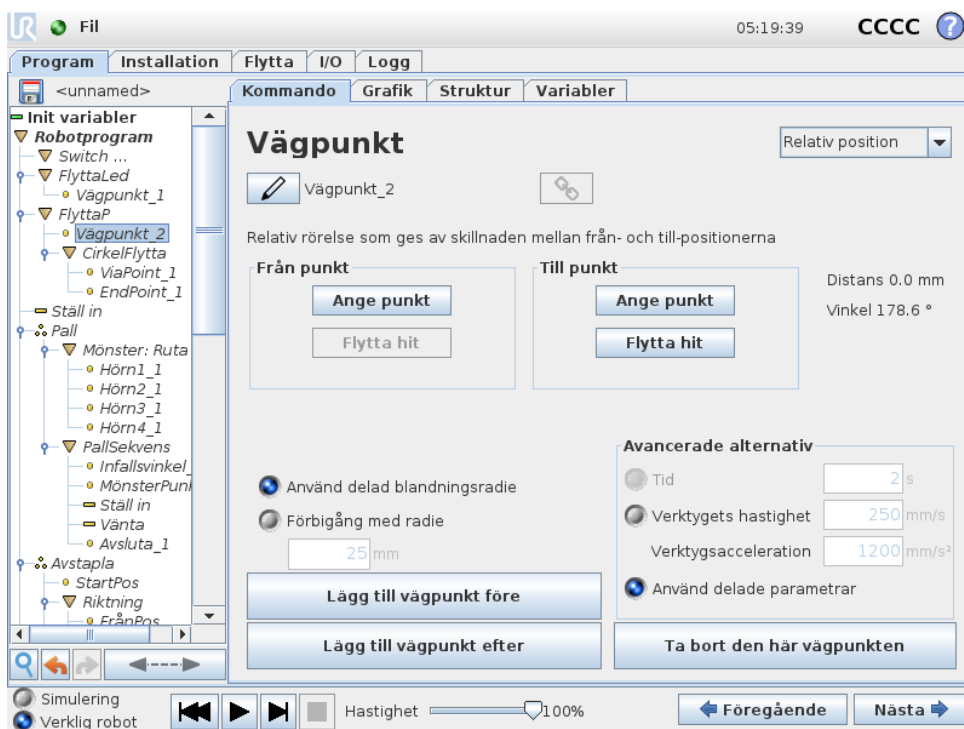 UR Fil 05:19:39 CCCC ?
Program Installation Flytta I/O Logg
<unnamed>
Kommando Grafik Struktur Variabler
Init variabler
Robotprogram
Switch ...
FlyttaLed
Vägpunkt_1
FlyttaP
Vägpunkt_2
CirkelFlytta
ViaPoint_1
EndPoint_1
Ställ in
Pall
Mönster: Ruta
Hörn1_1
Hörn2_1
Hörn3_1
Hörn4_1
PallSekvens
Infallsvinkel_
MönsterPunl
Ställ in
Vänta
Avsluta_1
Avstapla
StartPos
Riktning
FrånPos
Vägpunkt
Relativ position
Vägpunkt_2
Relativ rörelse som ges av skillnaden mellan från- och till-positionerna
Från punkt
Ange punkt
Flytta hit
Till punkt
Ange punkt
Flytta hit
Distans 0.0 mm
Vinkel 178.6 °
Använd delad blandningsradie
Förbigång med radie
25 mm
Avancerade alternativ
Tid 2 s
Verktygets hastighet 250 mm/s
Verktygsacceleration 1200 mm/s²
Använd delade parametrar
Lägg till vägpunkt före
Lägg till vägpunkt efter
Ta bort den här vägpunkten
Simulering
Verklig robot
Hastighet 100%
Föregående
Nästa